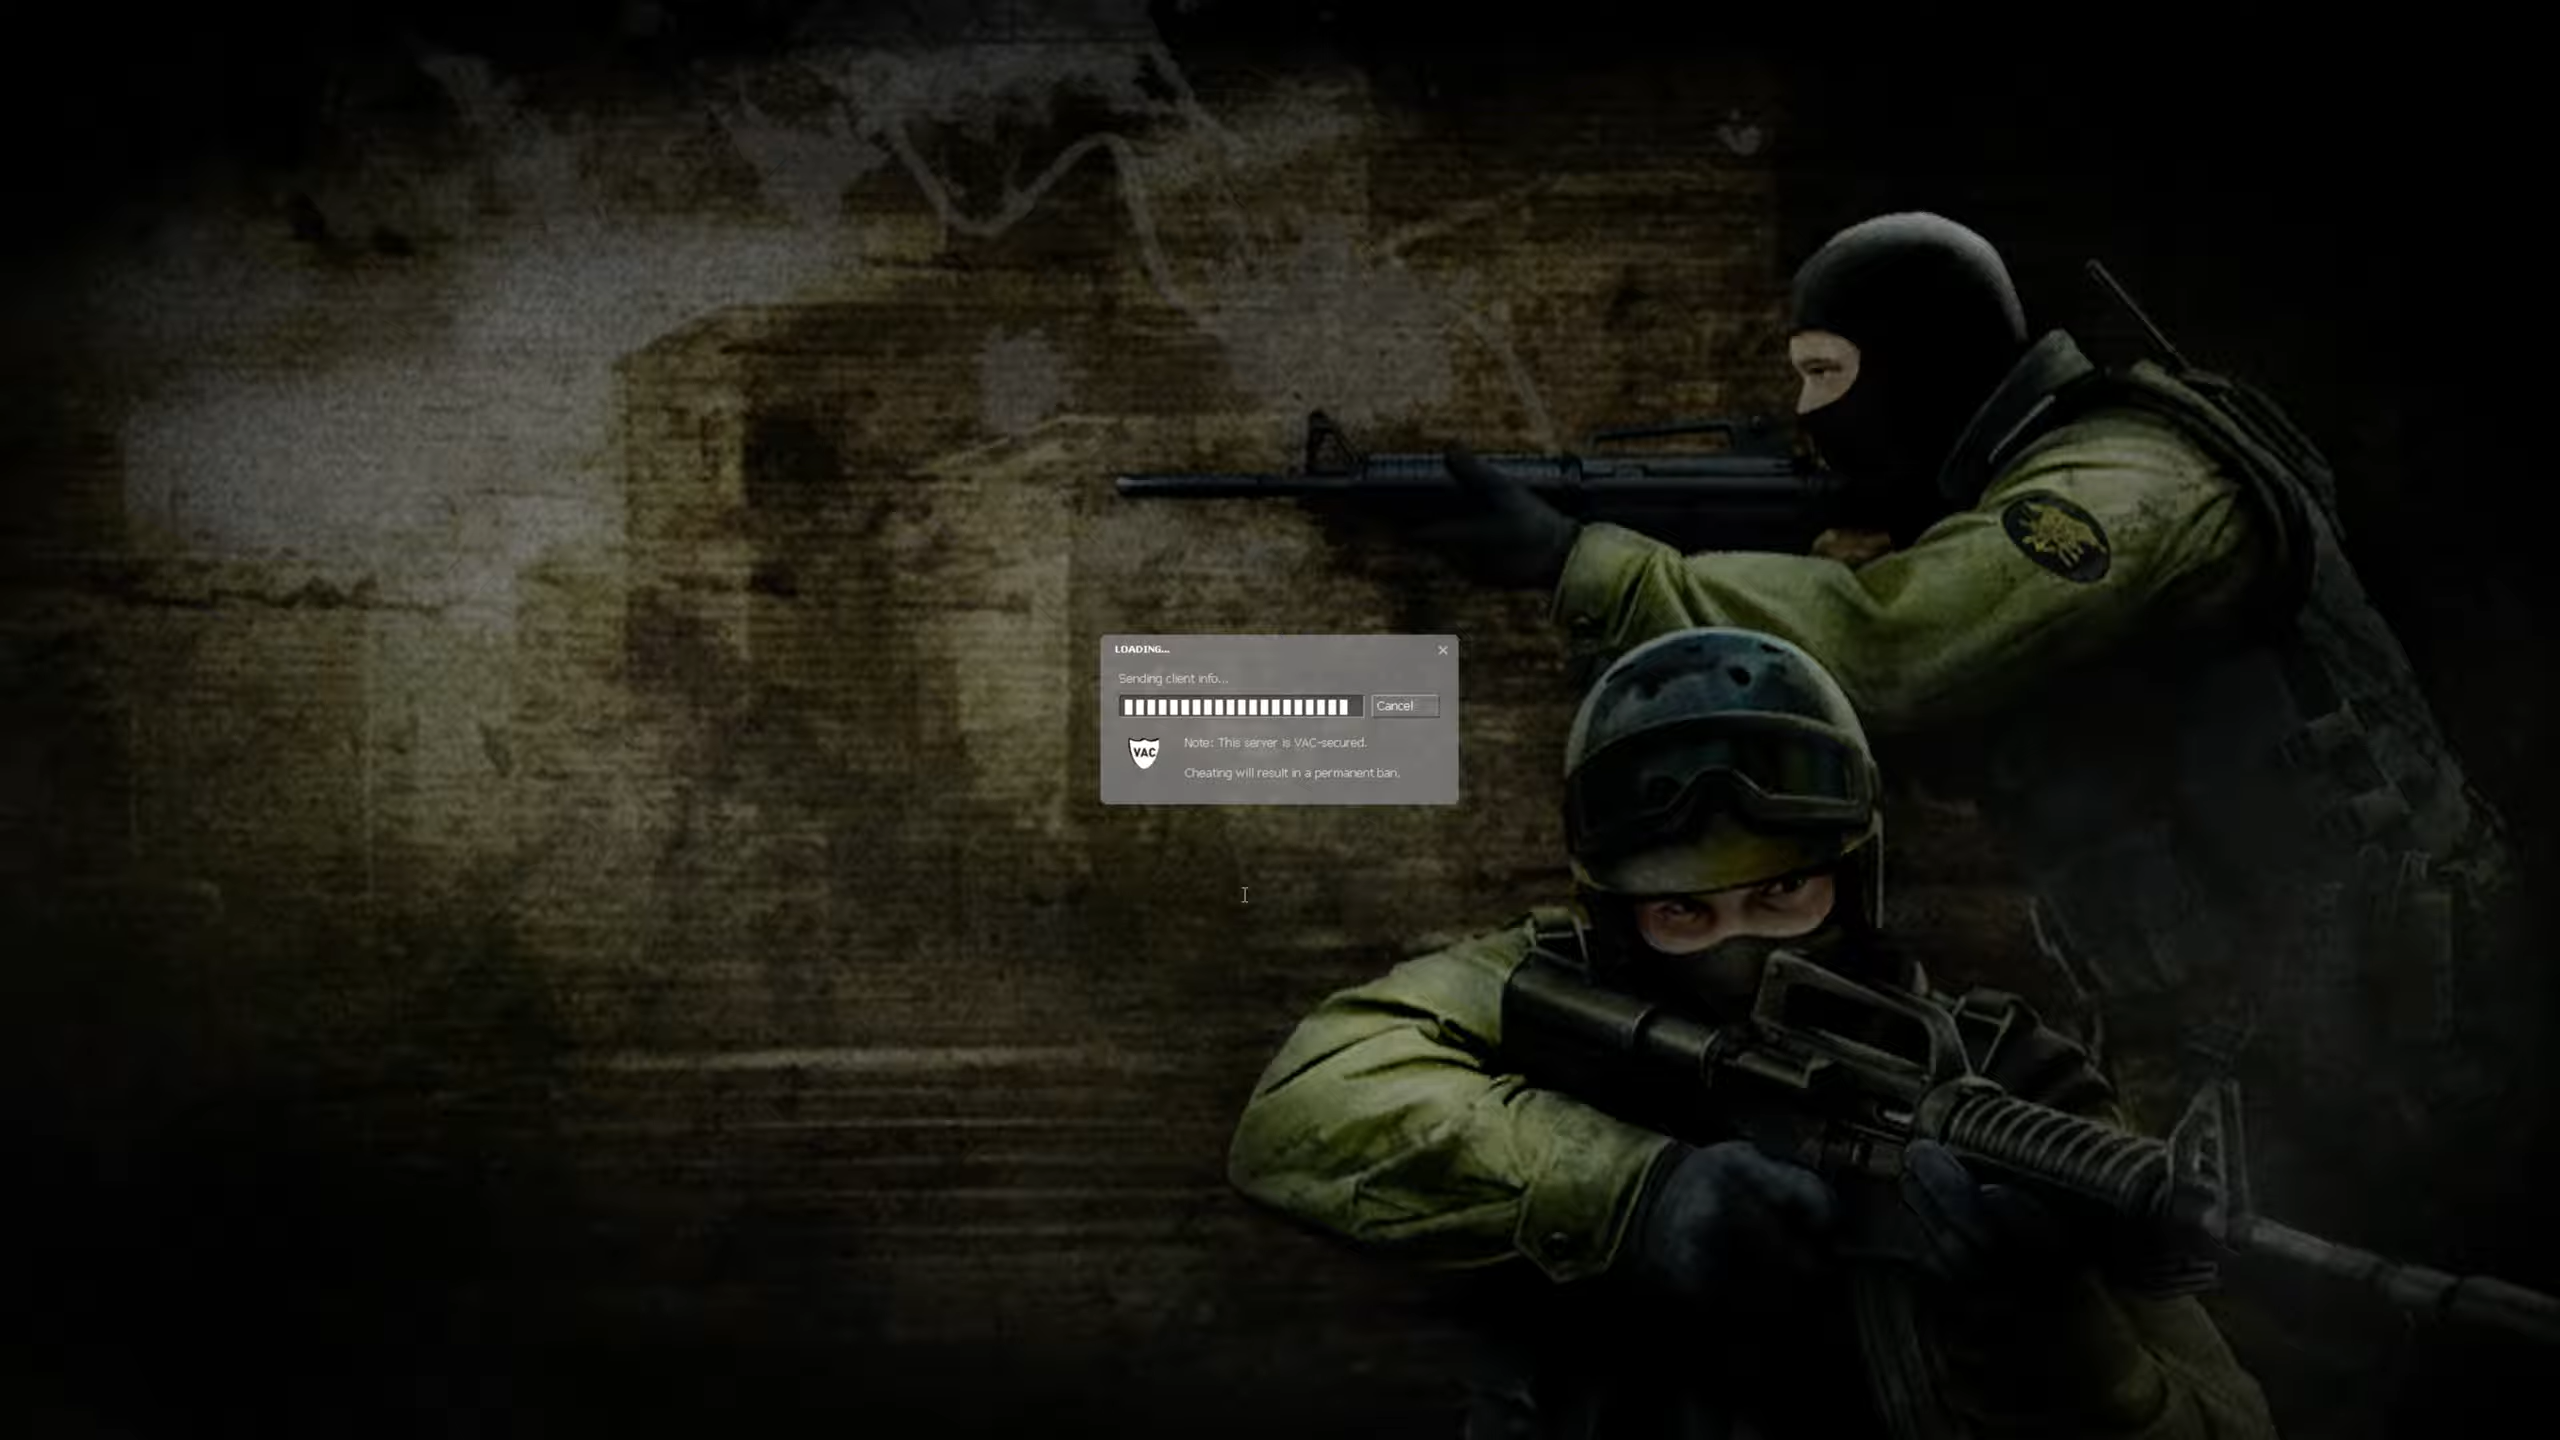 LOADING...
Sending client info...
Cancel
VAC
Note: This server is VAC-secured.
Cheating will result in a permanent ban.